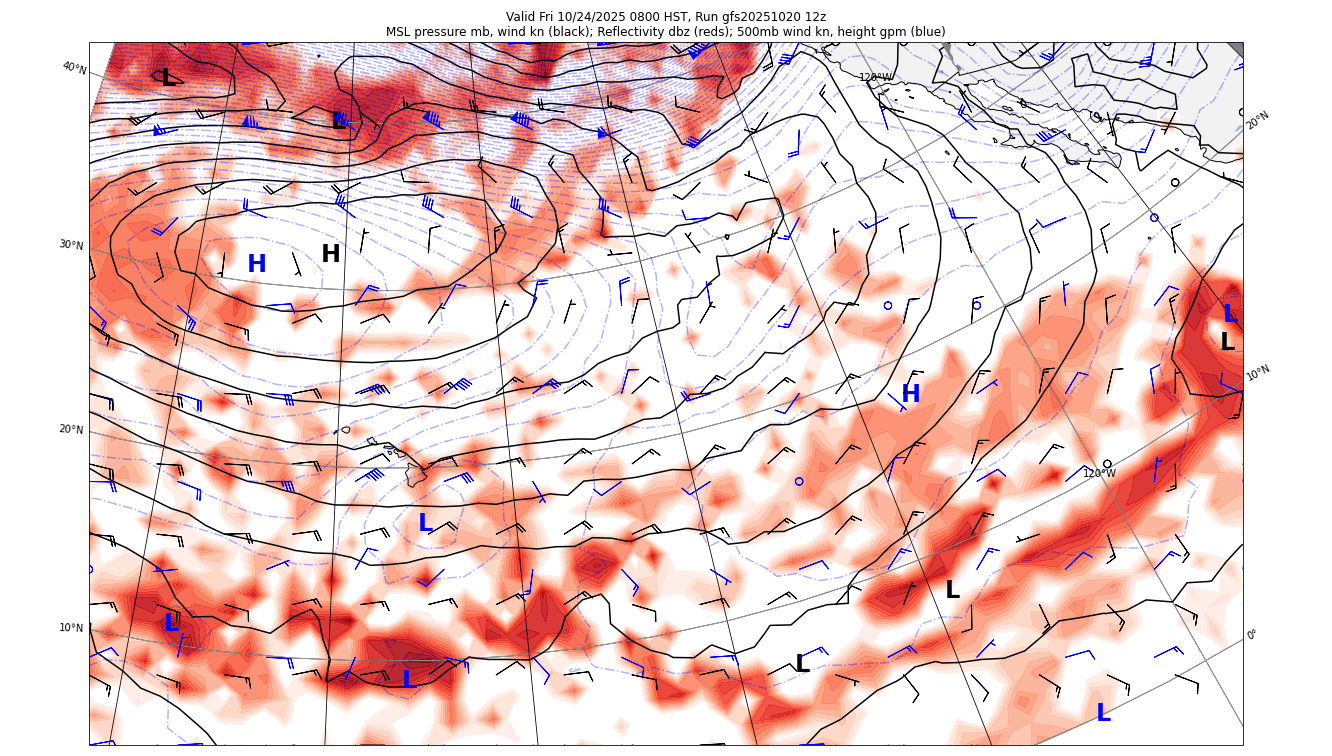 Valid Fri 10/24/2025 0800 HST, Run gfs20251020 12z
MSL pressure mb, wind kn (black); Reflectivity dbz (reds); 500mb wind kn, height gpm (blue)
40°N
L
120°W
L
20°N
30°N
H
H
L
L
10°N
H
20°N
120°W
L
L
10°N
L
0°
L
L
L